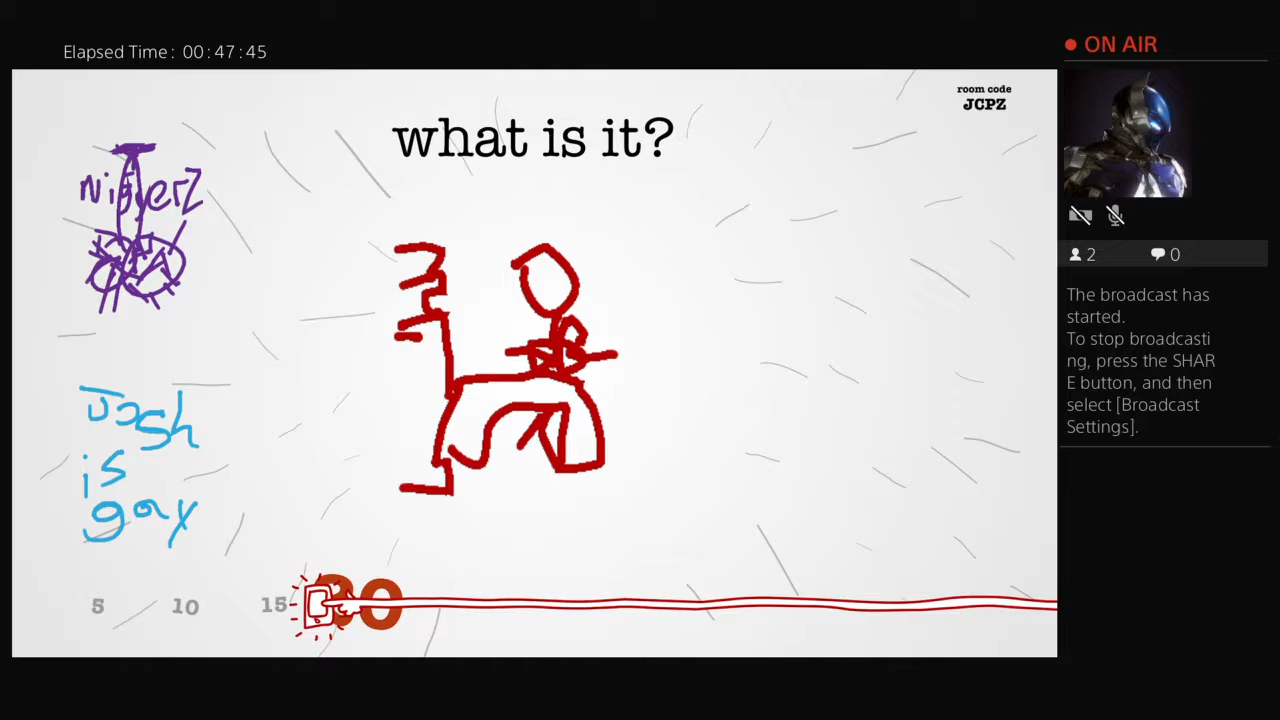 Elapsed Time: 00:47:45
ON AIR
room code
JCPZ
what is it?
NiggerZ
Josh
is
gay
2
0
The broadcast has
started.
To stop broadcasti
ng, press the SHAR
E button, and then
select [Broadcast
Settings].
5 10 15 30